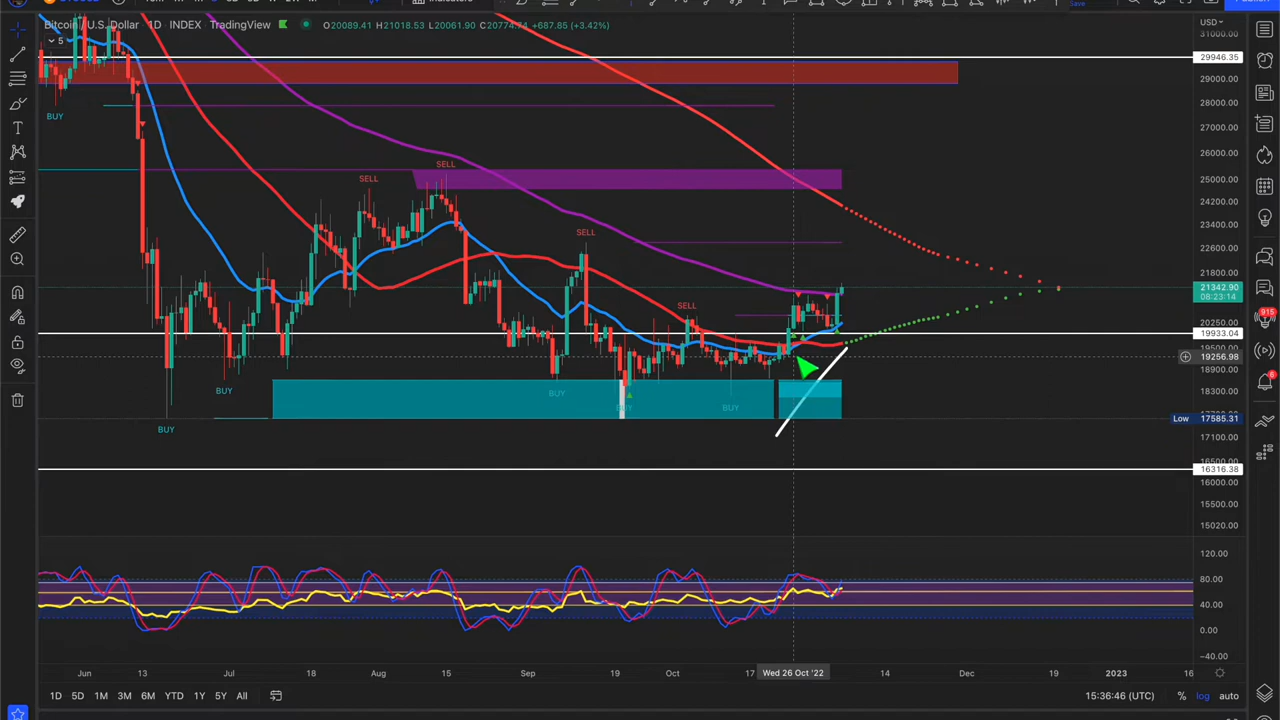 Bitcoin / U.S. Dollar · 1D · INDEX · TradingView O20089.41 H21018.53 L20061.90 C20774.74 +687.85 (+3.42%)
5
USD
29946.35
29000.00
28000.00
27000.00
26000.00
25000.00
24200.00
23400.00
22600.00
21800.00
21342.90
08:23:14
20250.00
19933.04
19256.98
18900.00
18300.00
Low 17585.31
17100.00
16316.38
16000.00
15500.00
15020.00
BUY
SELL
SELL
SELL
SELL
BUY
BUY
BUY
BUY
BUY
120.00
80.00
40.00
0.00
−40.00
Jun 13 Jul 18 Aug 15 Sep 19 Oct 17 Wed 26 Oct '22 14 Dec 19 2023 16
1D 5D 1M 3M 6M YTD 1Y 5Y All
15:36:46 (UTC) % log auto
915
6